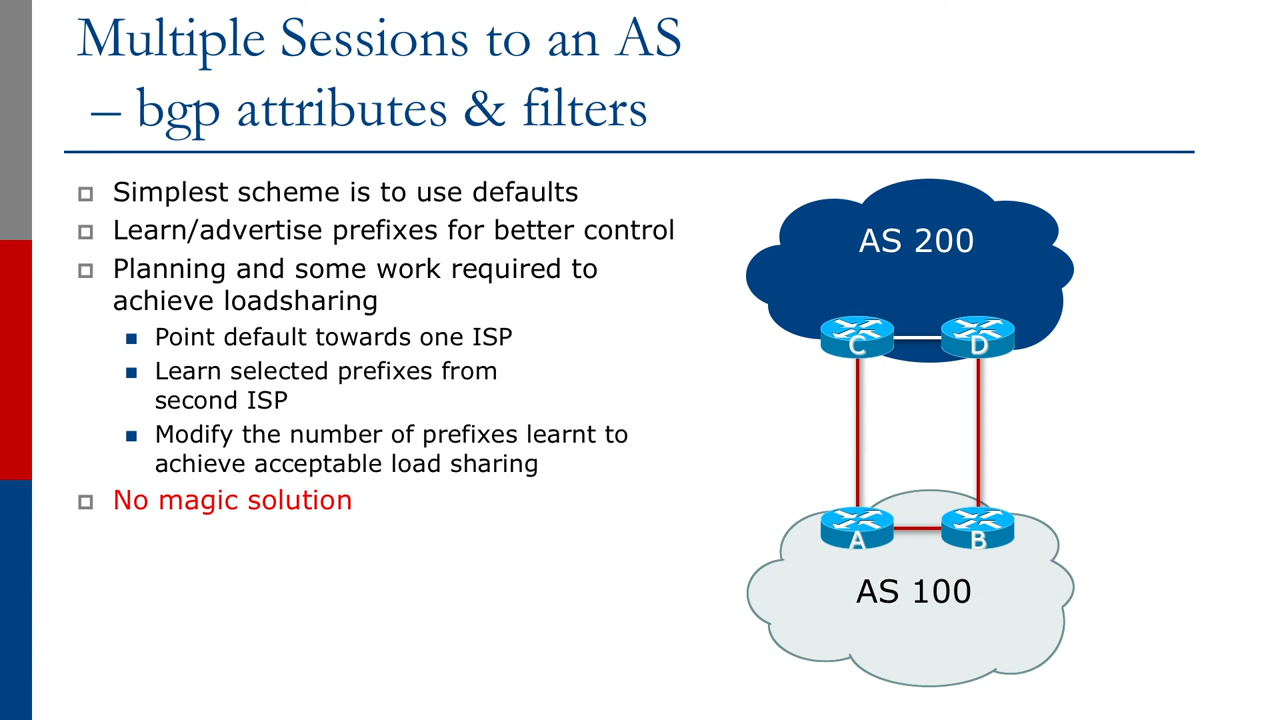 Multiple Sessions to an AS
– bgp attributes & filters
Simplest scheme is to use defaults
Learn/advertise prefixes for better control
Planning and some work required to
achieve loadsharing
Point default towards one ISP
Learn selected prefixes from
second ISP
Modify the number of prefixes learnt to
achieve acceptable load sharing
No magic solution
AS 200
C
D
A
B
AS 100